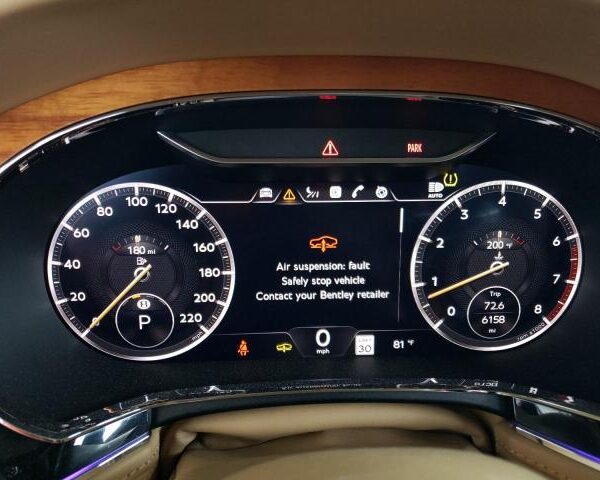 PARK
AUTO
100
80
120
60
140
40
160
20
180
0
200
220
180 mi
P
Air suspension: fault
Safely stop vehicle
Contact your Bentley retailer
0
mph
30
81 °F
4
5
3
6
2
7
1
8
0
200 °F
Trip
72.6
6158
mi